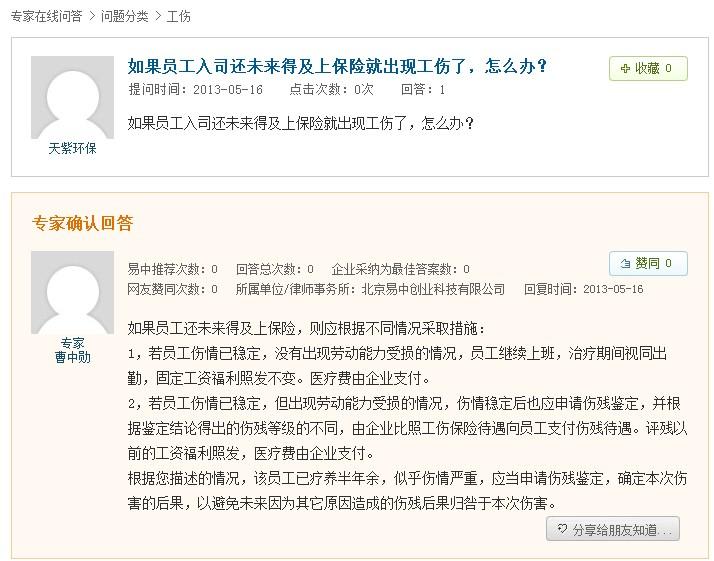 专家在线问答 > 问题分类 > 工伤
如果员工入司还未来得及上保险就出现工伤了，怎么办？
收藏 0
提问时间：2013-05-16 点击次数：0次 回答：1
如果员工入司还未来得及上保险就出现工伤了，怎么办？
天紫环保
专家确认回答
易中推荐次数：0 回答总次数：0 企业采纳为最佳答案数：0
赞同 0
网友赞同次数：0 所属单位/律师事务所：北京易中创业科技有限公司 回复时间：2013-05-16
专家
曹中勋
如果员工还未来得及上保险，则应根据不同情况采取措施：
1，若员工伤情已稳定，没有出现劳动能力受损的情况，员工继续上班，治疗期间视同出
勤，固定工资福利照发不变。医疗费由企业支付。
2，若员工伤情已稳定，但出现劳动能力受损的情况，伤情稳定后也应申请伤残鉴定，并根
据鉴定结论得出的伤残等级的不同，由企业比照工伤保险待遇向员工支付伤残待遇。评残以
前的工资福利照发，医疗费由企业支付。
根据您描述的情况，该员工已疗养半年余，似乎伤情严重，应当申请伤残鉴定，确定本次伤
害的后果，以避免未来因为其它原因造成的伤残后果归咎于本次伤害。
分享给朋友知道...